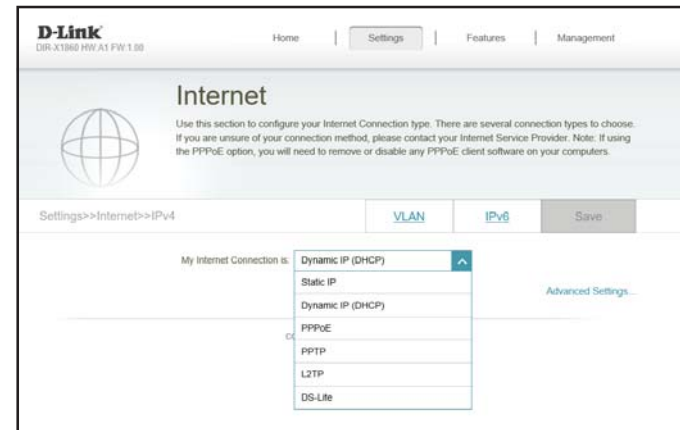 D-Link
DIR-X1860 HW:A1 FW:1.00
Home | Settings | Features | Management
Internet
Use this section to configure your Internet Connection type. There are several connection types to choose.
If you are unsure of your connection method, please contact your Internet Service Provider. Note: If using
the PPPoE option, you will need to remove or disable any PPPoE client software on your computers.
Settings>>Internet>>IPv4
VLAN
IPv6
Save
My Internet Connection is:
Dynamic IP (DHCP)
Static IP
Dynamic IP (DHCP)
Advanced Settings...
PPPoE
PPTP
L2TP
DS-Lite